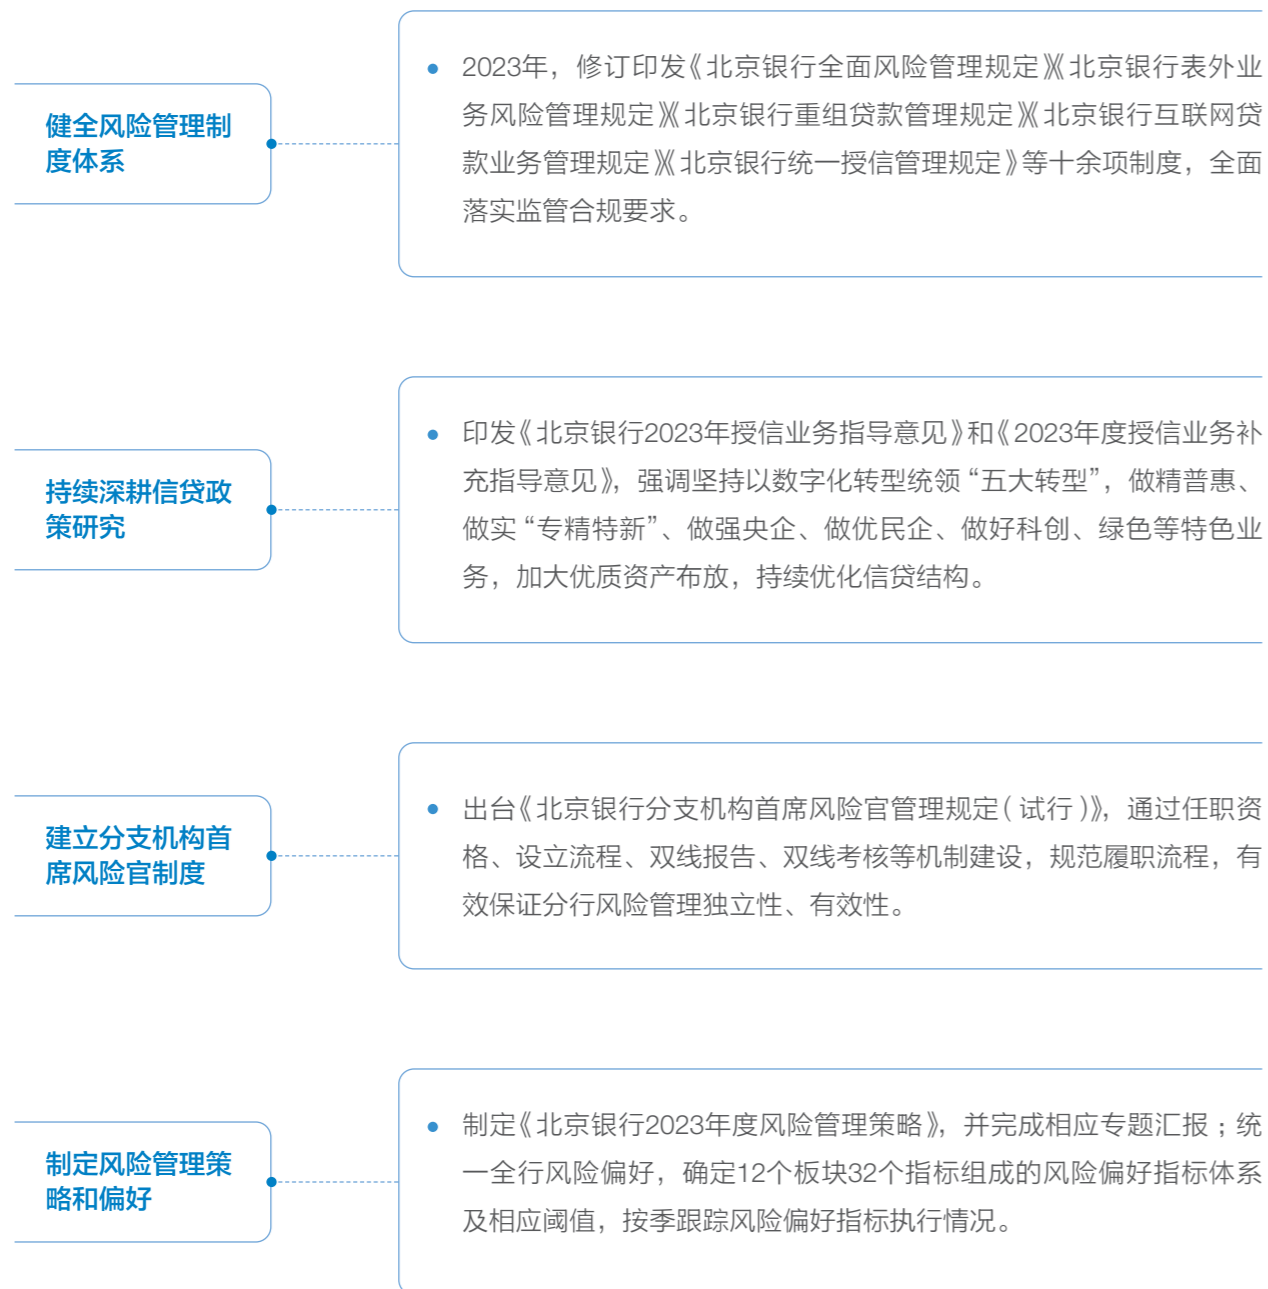 健全风险管理制
度体系
2023年，修订印发《北京银行全面风险管理规定》《北京银行表外业
务风险管理规定》《北京银行重组贷款管理规定》《北京银行互联网贷
款业务管理规定》《北京银行统一授信管理规定》等十余项制度，全面
落实监管合规要求。
持续深耕信贷政
策研究
印发《北京银行2023年授信业务指导意见》和《2023年度授信业务补
充指导意见》，强调坚持以数字化转型统领“五大转型”，做精普惠、
做实“专精特新”、做强央企、做优民企、做好科创、绿色等特色业
务，加大优质资产布放，持续优化信贷结构。
建立分支机构首
席风险官制度
出台《北京银行分支机构首席风险官管理规定（试行）》，通过任职资
格、设立流程、双线报告、双线考核等机制建设，规范履职流程，有
效保证分行风险管理独立性、有效性。
制定风险管理策
略和偏好
制定《北京银行2023年度风险管理策略》，并完成相应专题汇报；统
一全行风险偏好，确定12个板块32个指标组成的风险偏好指标体系
及相应阈值，按季跟踪风险偏好指标执行情况。